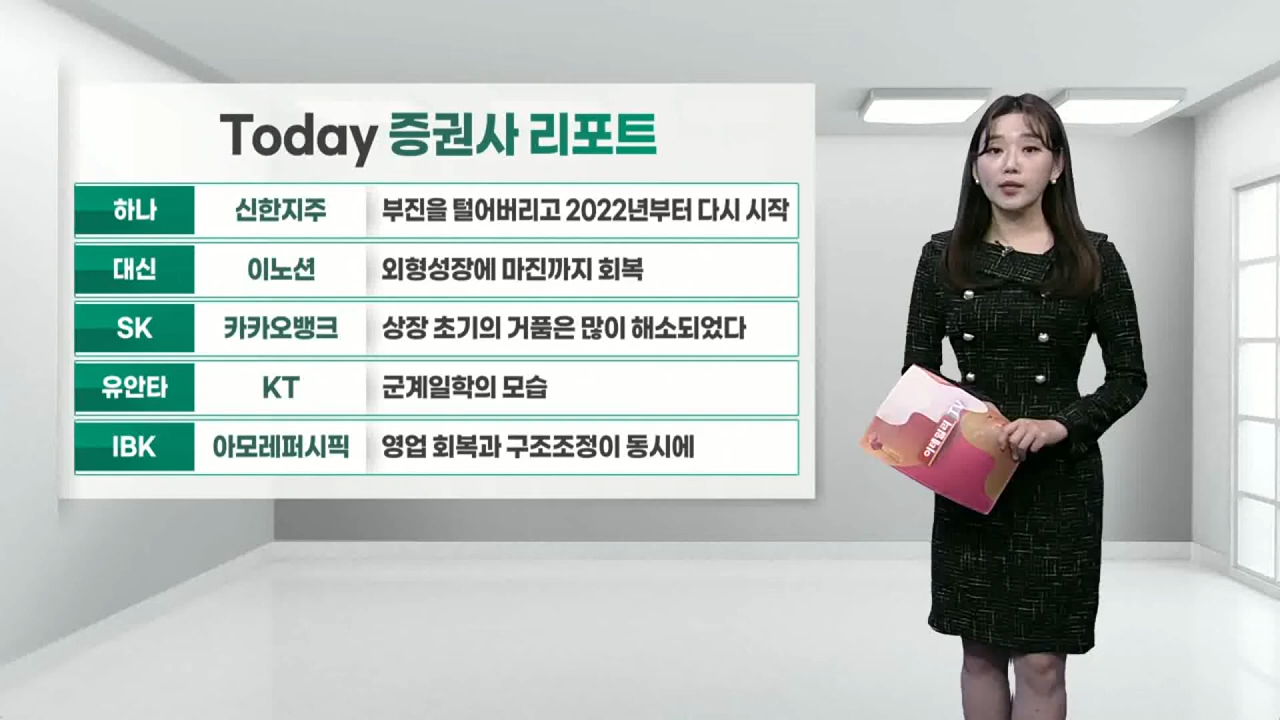 Today 증권사 리포트
하나 신한지주 부진을 털어버리고 2022년부터 다시 시작
대신 이노션 외형성장에 마진까지 회복
SK 카카오뱅크 상장 초기의 거품은 많이 해소되었다
유안타 KT 군계일학의 모습
IBK 아모레퍼시픽 영업 회복과 구조조정이 동시에
이데일리 TV